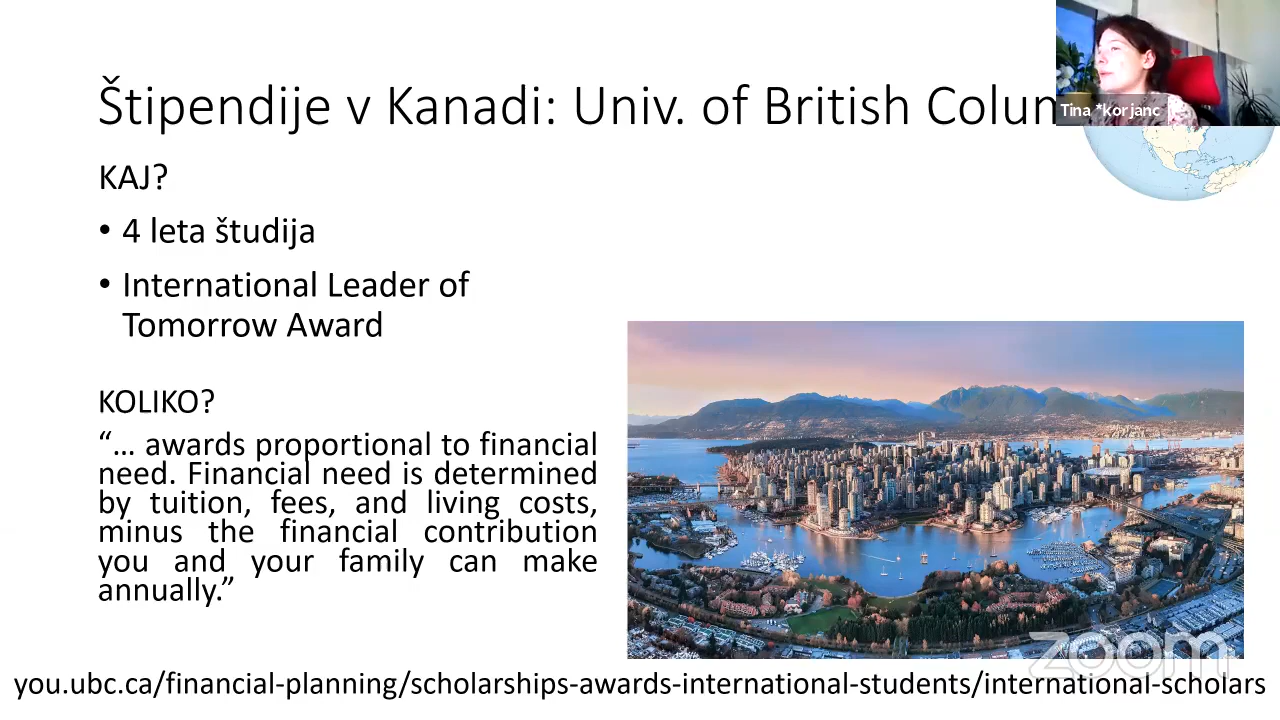 Štipendije v Kanadi: Univ. of British Colum
Tina *korjanc
KAJ?
• 4 leta študija
• International Leader of
Tomorrow Award
KOLIKO?
“… awards proportional to financial
need. Financial need is determined
by tuition, fees, and living costs,
minus the financial contribution
you and your family can make
annually.”
zoom
you.ubc.ca/financial-planning/scholarships-awards-international-students/international-scholars